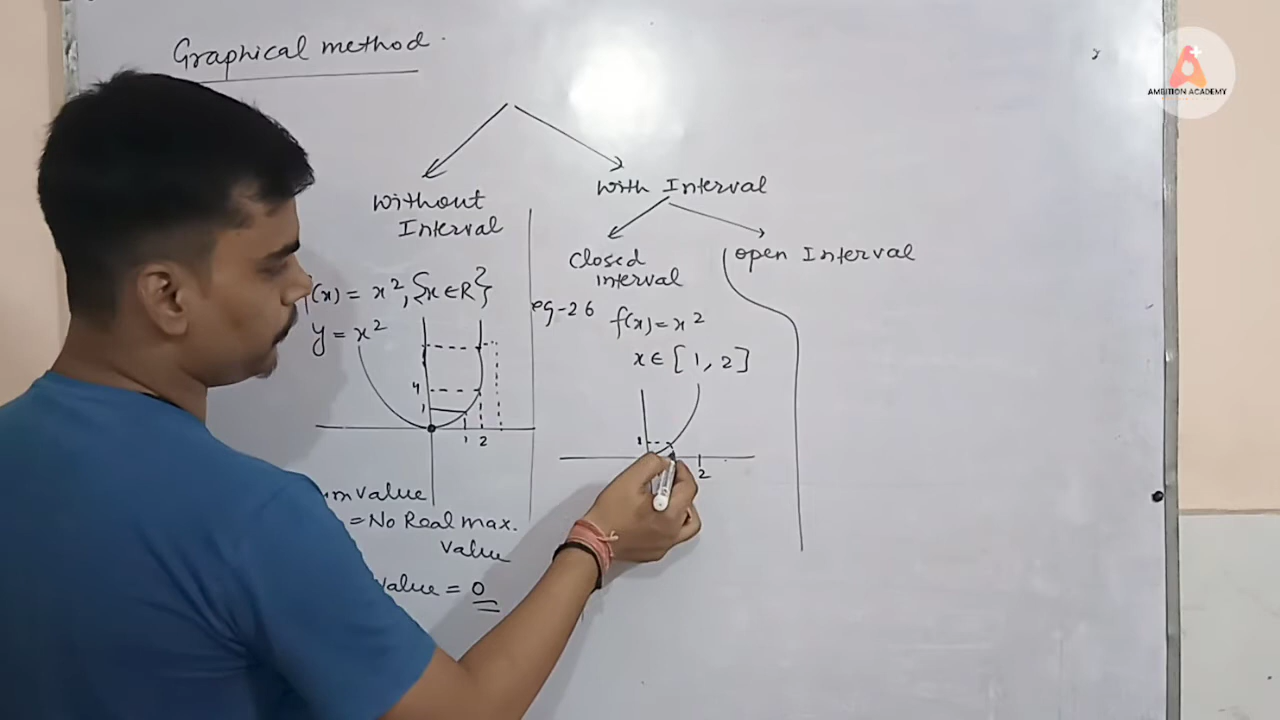 Graphical method
Without
Interval
With Interval
Closed
interval
open Interval
f(x) = x², {x∈R}
y = x²
4
1
1 2
eg-26 f(x) = x²
x ∈ [1, 2]
1
2
value
= No Real max.
value
value = 0
AMBITION ACADEMY